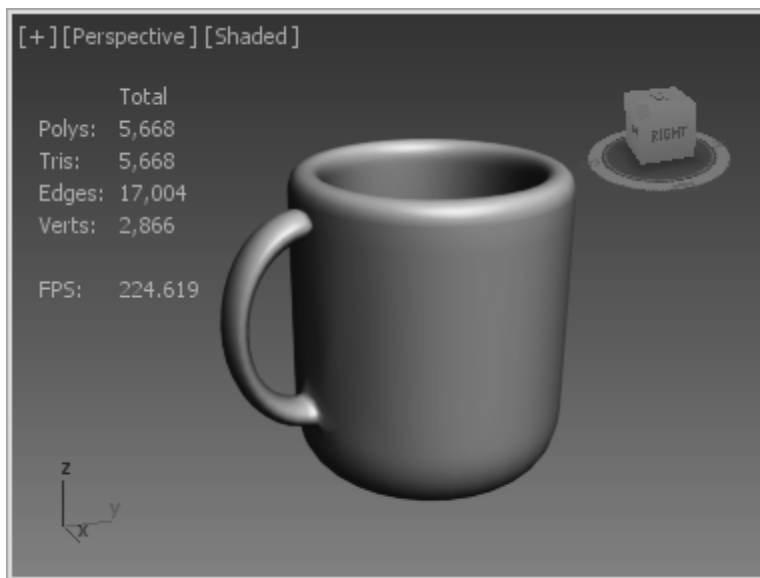 [+][Perspective][Shaded]
Total
Polys: 5,668
Tris: 5,668
Edges: 17,004
Verts: 2,866
FPS: 224.619
RIGHT
z
y
x